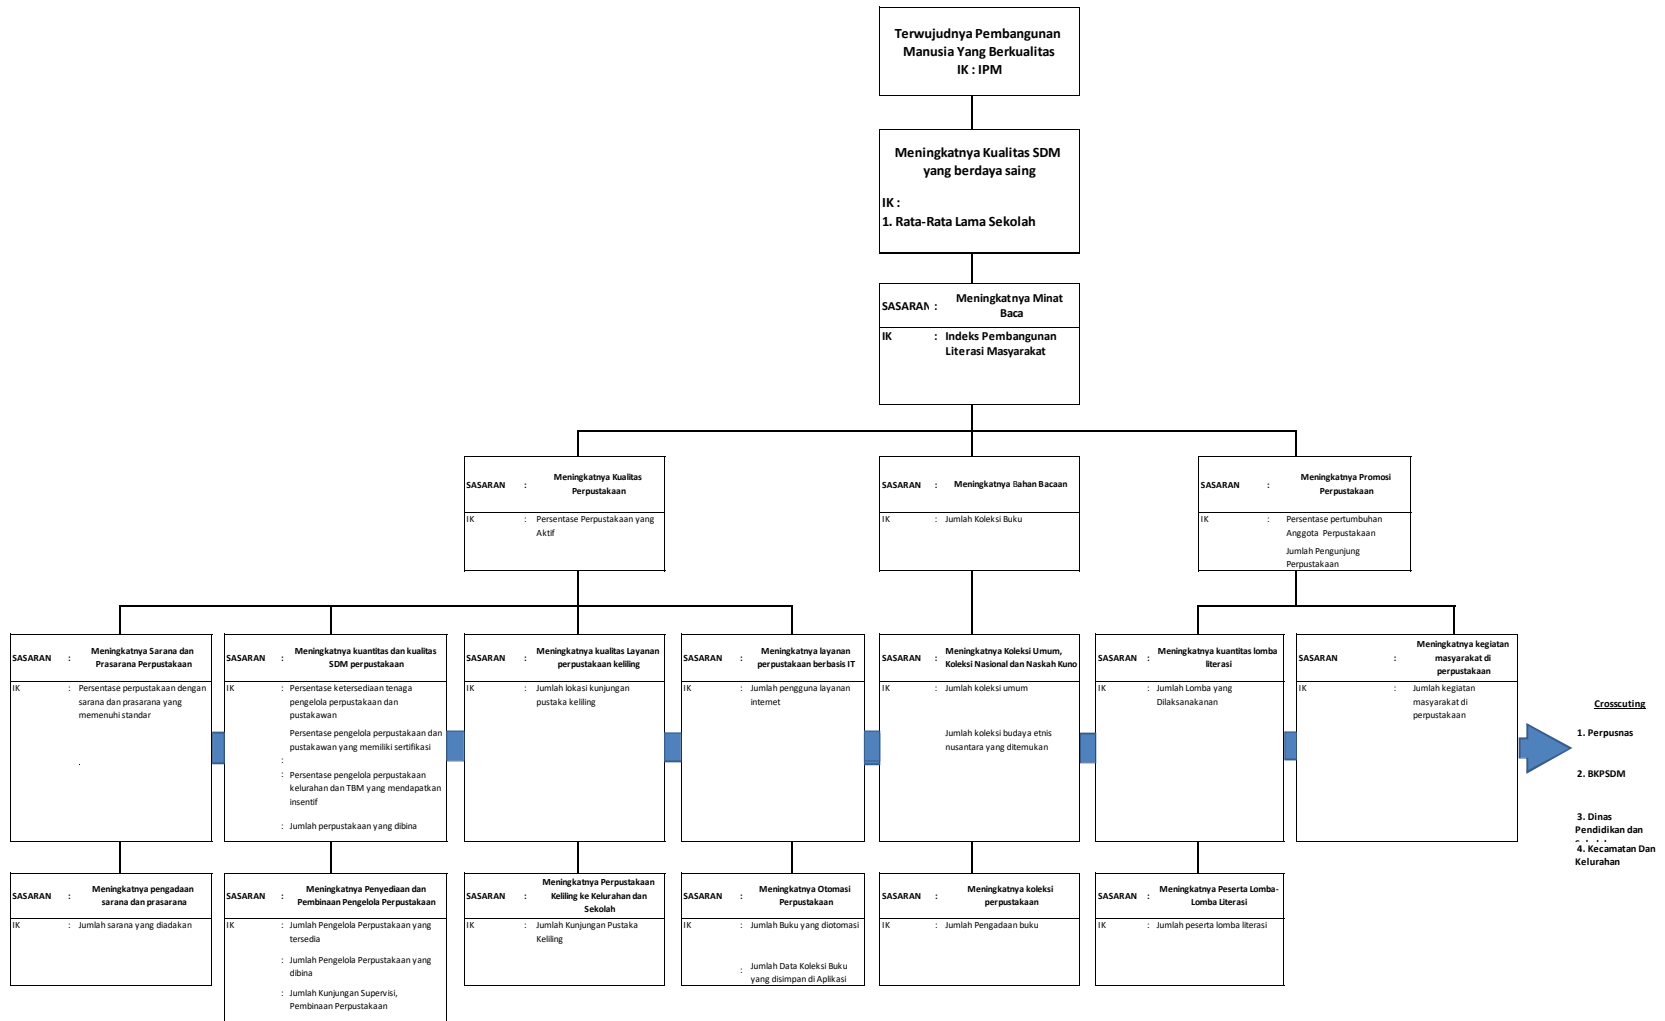 Terwujudnya Pembangunan
Manusia Yang Berkualitas
IK : IPM
Meningkatnya Kualitas SDM
yang berdaya saing
IK :
1. Rata-Rata Lama Sekolah
SASARAN : Meningkatnya Minat
Baca
IK : Indeks Pembangunan
Literasi Masyarakat
SASARAN : Meningkatnya Kualitas
Perpustakaan
IK : Persentase Perpustakaan yang
Aktif
SASARAN : Meningkatnya Bahan Bacaan
IK : Jumlah Koleksi Buku
SASARAN : Meningkatnya Promosi
Perpustakaan
IK : Persentase pertumbuhan
Anggota Perpustakaan
Jumlah Pengunjung
Perpustakaan
SASARAN : Meningkatnya Sarana dan
Prasarana Perpustakaan
IK : Persentase perpustakaan dengan
sarana dan prasarana yang
memenuhi standar
.
SASARAN : Meningkatnya kuantitas dan kualitas
SDM perpustakaan
IK : Persentase ketersediaan tenaga
pengelola perpustakaan dan
pustakawan
Persentase pengelola perpustakaan dan
pustakawan yang memiliki sertifikasi
:
: Persentase pengelola perpustakaan
kelurahan dan TBM yang mendapatkan
insentif
: Jumlah perpustakaan yang dibina
SASARAN : Meningkatnya kualitas Layanan
perpustakaan keliling
IK : Jumlah lokasi kunjungan
pustaka keliling
SASARAN : Meningkatnya layanan
perpustakaan berbasis IT
IK : Jumlah pengguna layanan
internet
SASARAN : Meningkatnya Koleksi Umum,
Koleksi Nasional dan Naskah Kuno
IK : Jumlah koleksi umum
Jumlah koleksi budaya etnis
nusantara yang ditemukan
SASARAN : Meningkatnya kuantitas lomba
literasi
IK : Jumlah Lomba yang
Dilaksanakanan
SASARAN : Meningkatnya kegiatan
masyarakat di
perpustakaan
IK : Jumlah kegiatan
masyarakat di
perpustakaan
Crosscuting
1. Perpusnas
2. BKPSDM
3. Dinas
Pendidikan dan
4. Kecamatan Dan
Kelurahan
SASARAN : Meningkatnya pengadaan
sarana dan prasarana
IK : Jumlah sarana yang diadakan
SASARAN : Meningkatnya Penyediaan dan
Pembinaan Pengelola Perpustakaan
IK : Jumlah Pengelola Perpustakaan yang
tersedia
: Jumlah Pengelola Perpustakaan yang
dibina
: Jumlah Kunjungan Supervisi,
Pembinaan Perpustakaan
SASARAN : Meningkatnya Perpustakaan
Keliling ke Kelurahan dan
Sekolah
IK : Jumlah Kunjungan Pustaka
Keliling
SASARAN : Meningkatnya Otomasi
Perpustakaan
IK : Jumlah Buku yang diotomasi
: Jumlah Data Koleksi Buku
yang disimpan di Aplikasi
SASARAN : Meningkatnya koleksi
perpustakaan
IK : Jumlah Pengadaan buku
SASARAN : Meningkatnya Peserta Lomba-
Lomba Literasi
IK : Jumlah peserta lomba literasi